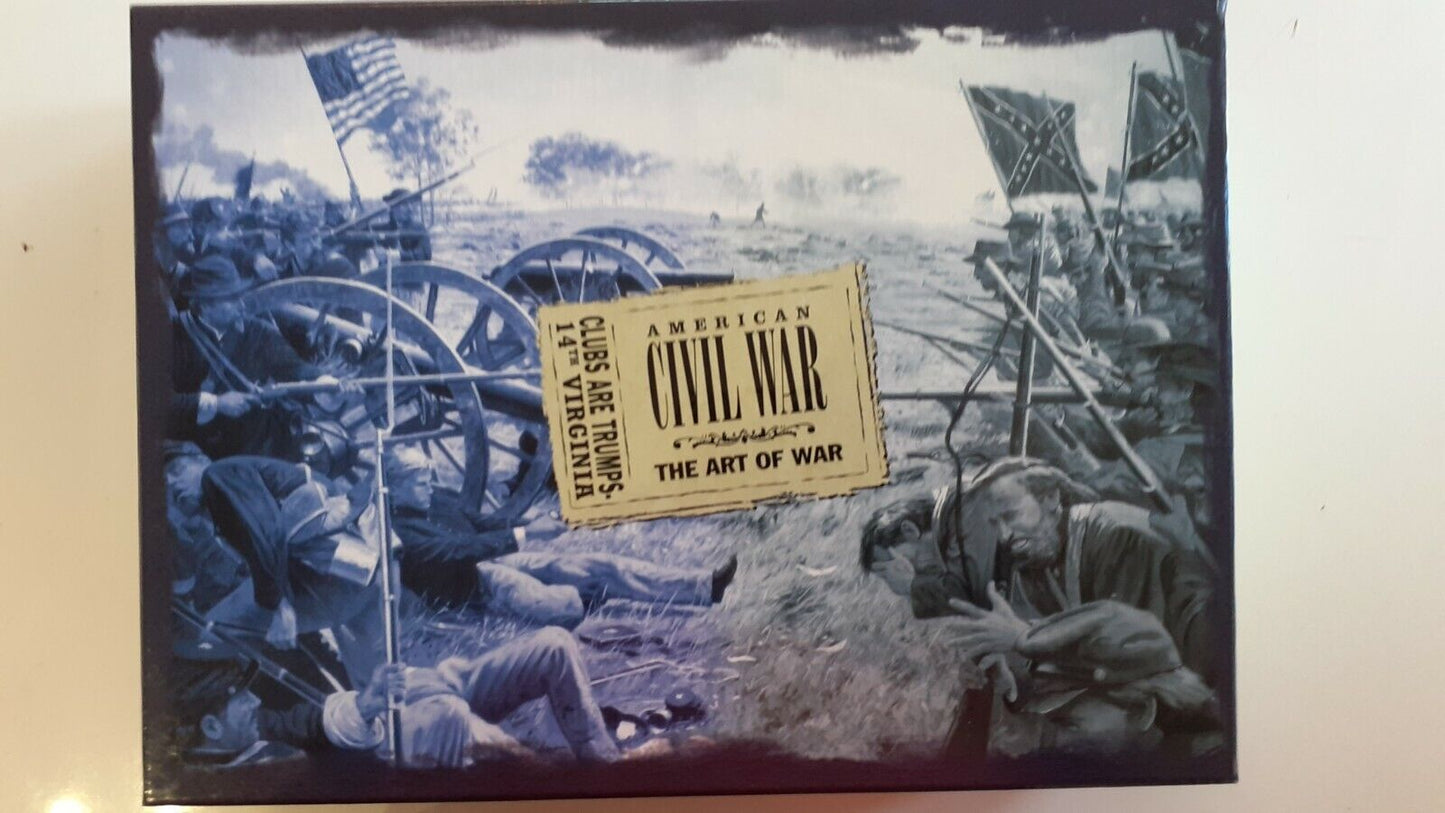 AMERICAN
CIVIL WAR
THE ART OF WAR
CLUBS ARE TRUMPS-
14TH VIRGINIA